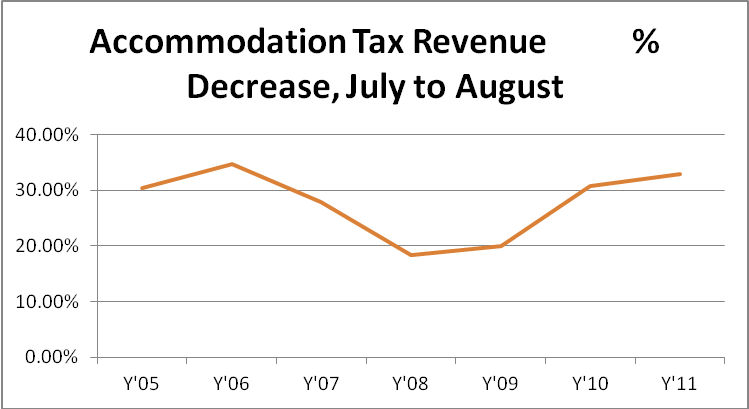 Accommodation Tax Revenue %
Decrease, July to August
40.00%
30.00%
20.00%
10.00%
0.00%
Y'05 Y'06 Y'07 Y'08 Y'09 Y'10 Y'11